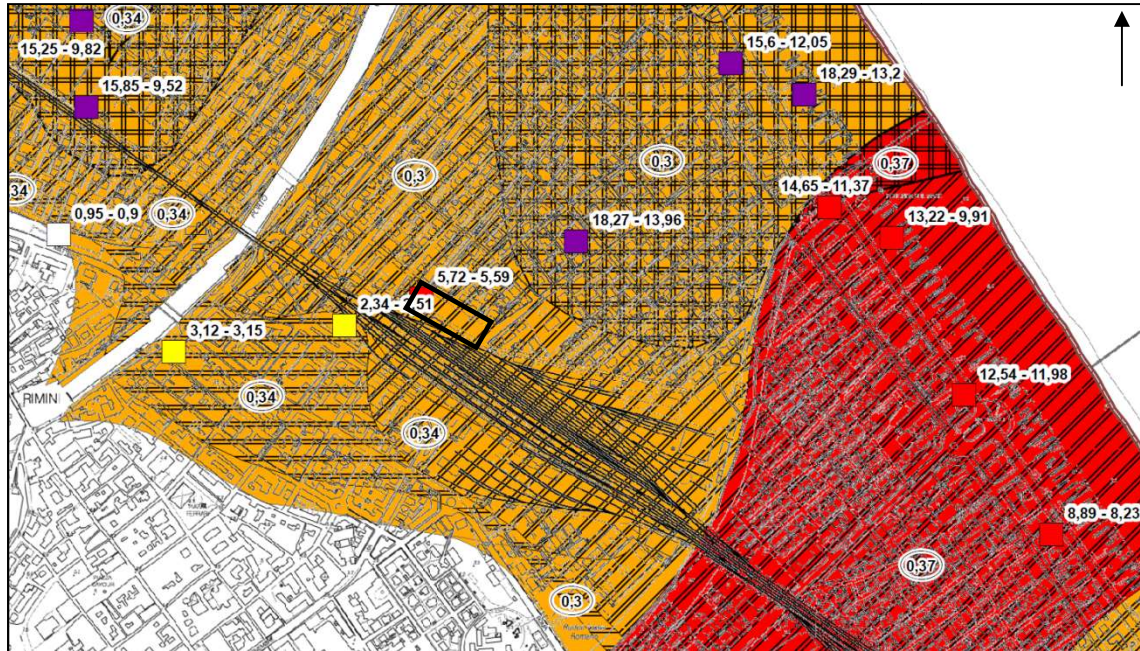 0,34
15,25 - 9,82
15,85 - 9,52
15,6 - 12,05
18,29 - 13,2
0,3
0,3
0,37
34
0,95 - 0,9
0,34
14,65 - 11,37
13,22 - 9,91
PORTO
18,27 - 13,96
5,72 - 5,59
2,34 - 2,51
3,12 - 3,15
RIMINI
0,34
0,34
12,54 - 11,98
8,89 - 8,23
0,37
0,3